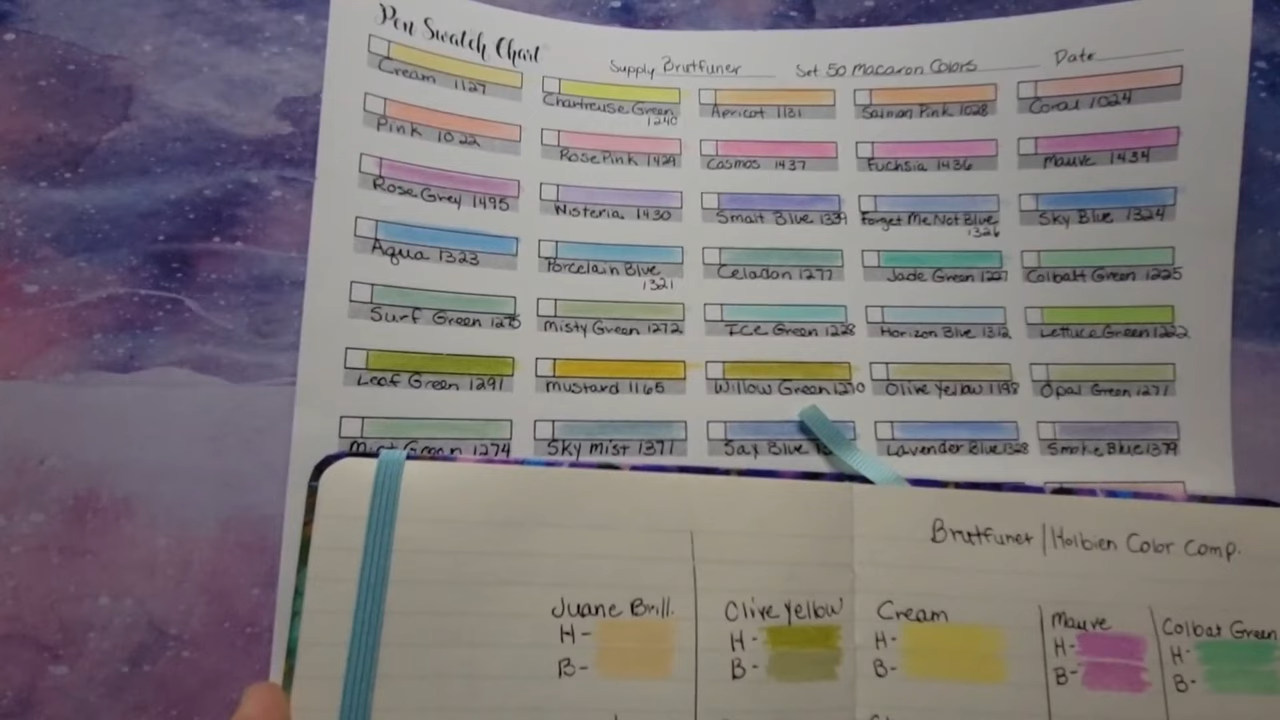 Pen Swatch Chart
Supply Brutfuner Set 50 Macaron Colors Date
Cream 1127
Chartreuse Green 1240
Apricot 1131
Salmon Pink 1028
Coral 1024
Pink 1022
Rose Pink 1429
Cosmos 1437
Fuchsia 1436
Mauve 1434
Rose Grey 1495
Wisteria 1430
Smalt Blue 1339
Forget Me Not Blue 1326
Sky Blue 1324
Aqua 1323
Porcelain Blue 1321
Celadon 1277
Jade Green 1227
Colbalt Green 1225
Surf Green 1275
Misty Green 1272
Ice Green 1228
Horizon Blue 1312
Lettuce Green 1222
Leaf Green 1291
Mustard 1165
Willow Green 1270
Olive Yellow 1198
Opal Green 1271
Mint Green 1274
Sky Mist 1371
Sax Blue
Lavender Blue 1328
Smoke Blue 1379
Brutfuner/Holbien Color Comp.
Juane Brill.
H-
B-
Olive Yellow
H-
B-
Cream
H-
B-
Mauve
H-
B-
Colbat Green
H-
B-